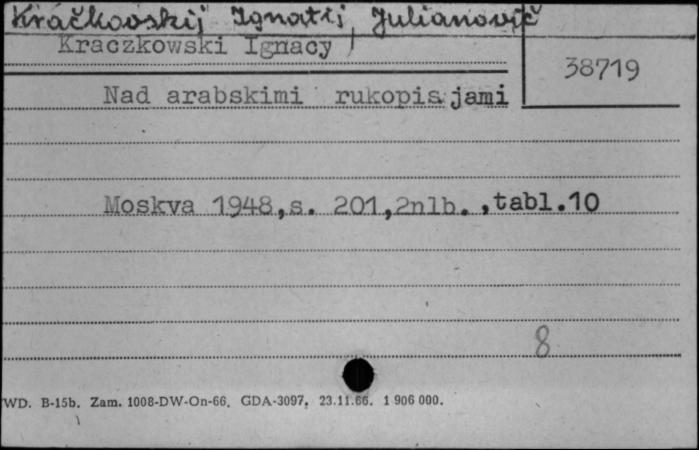 Kračkovskij Ignatij Julianovič
Kraczkowski Ignacy
38719
Nad arabskimi rukopisjami
Moskva 1948,s. 201,2nlb.,tabl.10
8
WD. B-15b. Zam. 1008-DW-On-66. GDA-3097. 23.11.66. 1 906 000.